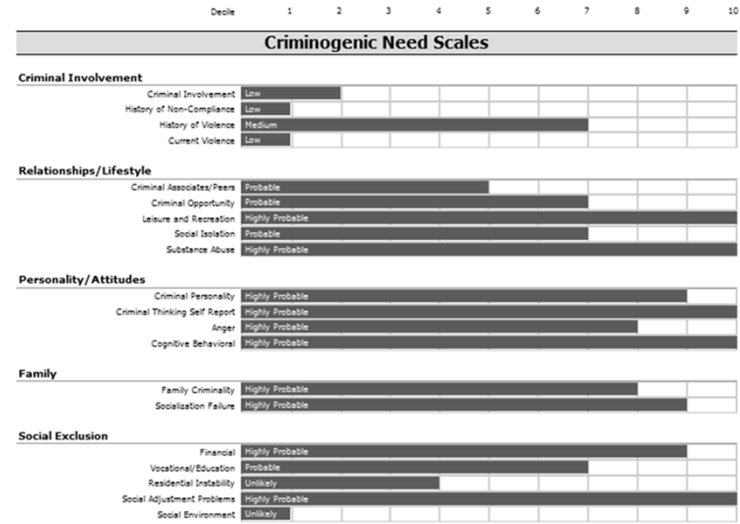 Decile 1 2 3 4 5 6 7 8 9 10
Criminogenic Need Scales
Criminal Involvement
Criminal Involvement Low
History of Non-Compliance Low
History of Violence Medium
Current Violence Low
Relationships/Lifestyle
Criminal Associates/Peers Probable
Criminal Opportunity Probable
Leisure and Recreation Highly Probable
Social Isolation Probable
Substance Abuse Highly Probable
Personality/Attitudes
Criminal Personality Highly Probable
Criminal Thinking Self Report Highly Probable
Anger Highly Probable
Cognitive Behavioral Highly Probable
Family
Family Criminality Highly Probable
Socialization Failure Highly Probable
Social Exclusion
Financial Highly Probable
Vocational/Education Probable
Residential Instability Unlikely
Social Adjustment Problems Highly Probable
Social Environment Unlikely